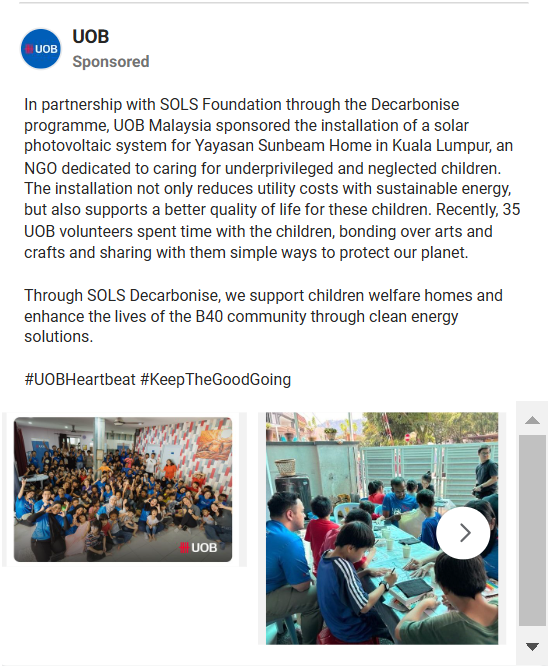 UOB
UOB
Sponsored
In partnership with SOLS Foundation through the Decarbonise
programme, UOB Malaysia sponsored the installation of a solar
photovoltaic system for Yayasan Sunbeam Home in Kuala Lumpur, an
NGO dedicated to caring for underprivileged and neglected children.
The installation not only reduces utility costs with sustainable energy,
but also supports a better quality of life for these children. Recently, 35
UOB volunteers spent time with the children, bonding over arts and
crafts and sharing with them simple ways to protect our planet.
Through SOLS Decarbonise, we support children welfare homes and
enhance the lives of the B40 community through clean energy
solutions.
#UOBHeartbeat #KeepTheGoodGoing
UOB